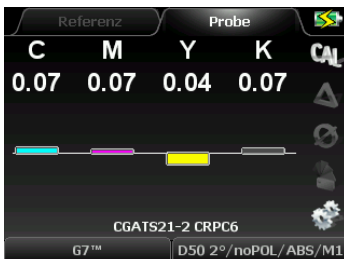 Referenz Probe
C M Y K CAL
0.07 0.07 0.04 0.07
CGATS21-2 CRPC6
G7™ D50 2°/noPOL/ABS/M1